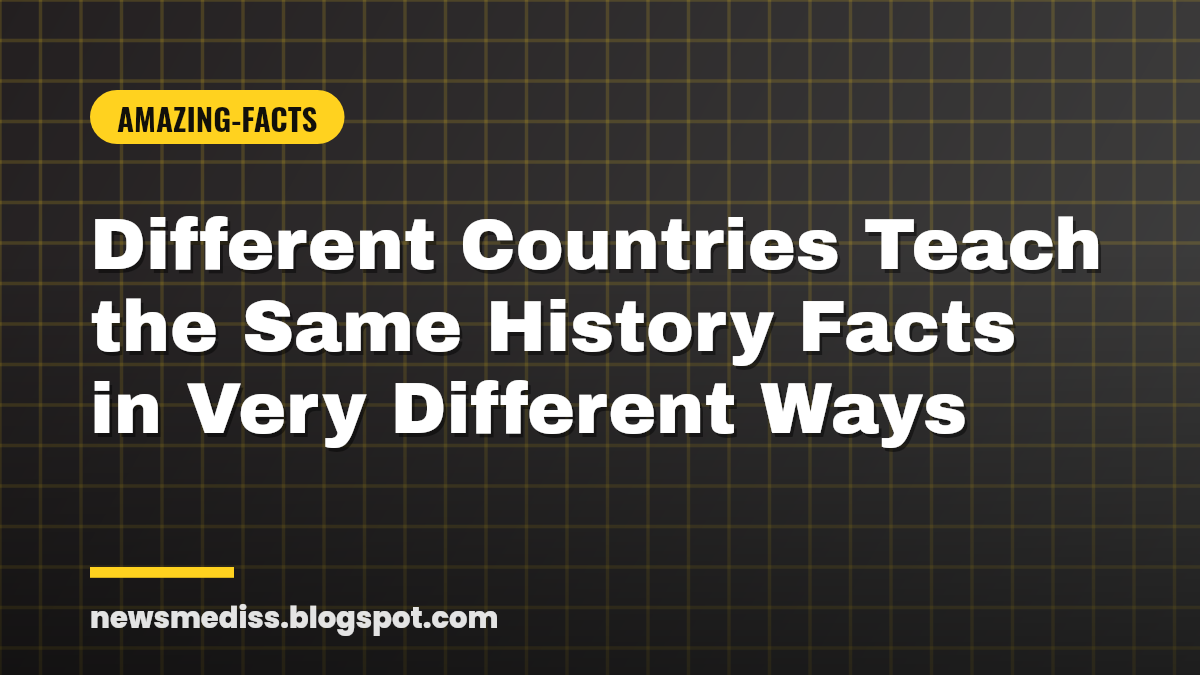 AMAZING-FACTS
Different Countries Teach
the Same History Facts
in Very Different Ways
newsmediss.blogspot.com